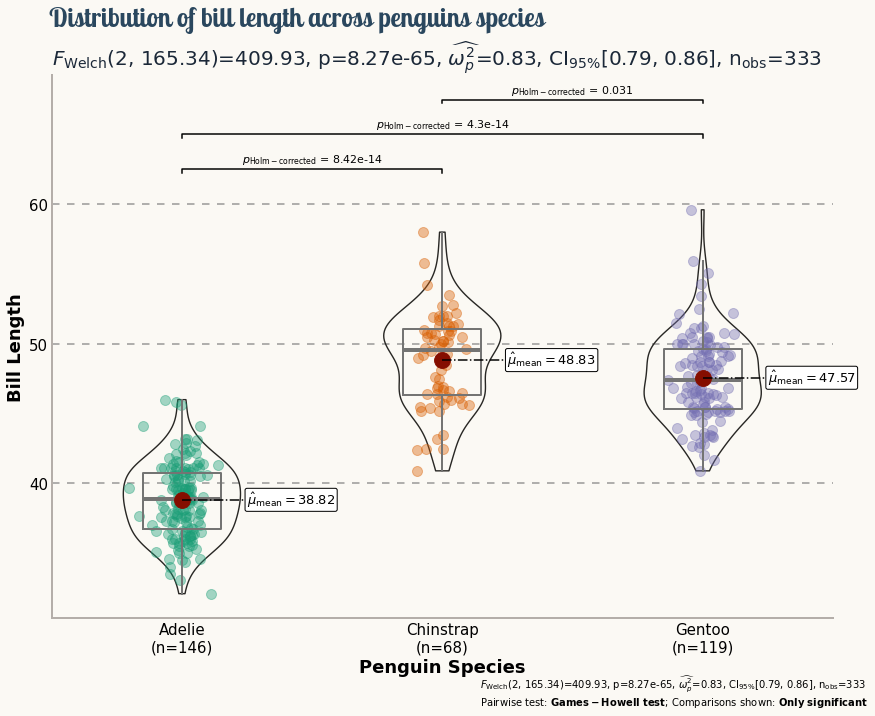 Distribution of bill length across penguins species
F_Welch(2, 165.34)=409.93, p=8.27e-65, ω̂²_p=0.83, CI_95%[0.79, 0.86], n_obs=333
p_Holm−corrected = 0.031
p_Holm−corrected = 4.3e-14
p_Holm−corrected = 8.42e-14
60
50
40
Bill Length
μ̂_mean = 48.83
μ̂_mean = 47.57
μ̂_mean = 38.82
Adelie
(n=146)
Chinstrap
(n=68)
Gentoo
(n=119)
Penguin Species
F_Welch(2, 165.34)=409.93, p=8.27e-65, ω̂²_p=0.83, CI_95%[0.79, 0.86], n_obs=333
Pairwise test: Games − Howell test; Comparisons shown: Only significant